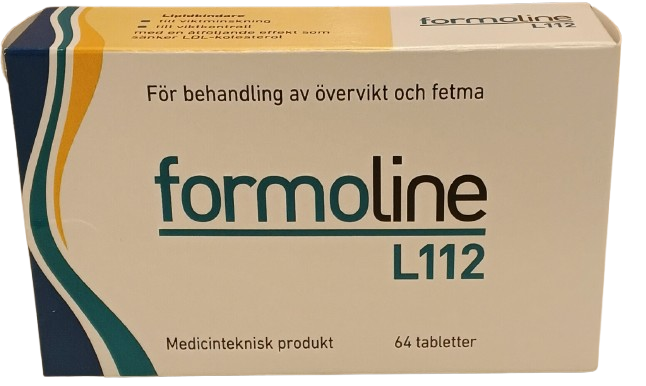 Lipidbindare
till viktminskning
till viktkontroll
med en åtföljande effekt som
sänker LDL-kolesterol
formoline
L112
För behandling av övervikt och fetma
formoline
L112
Medicinteknisk produkt
64 tabletter